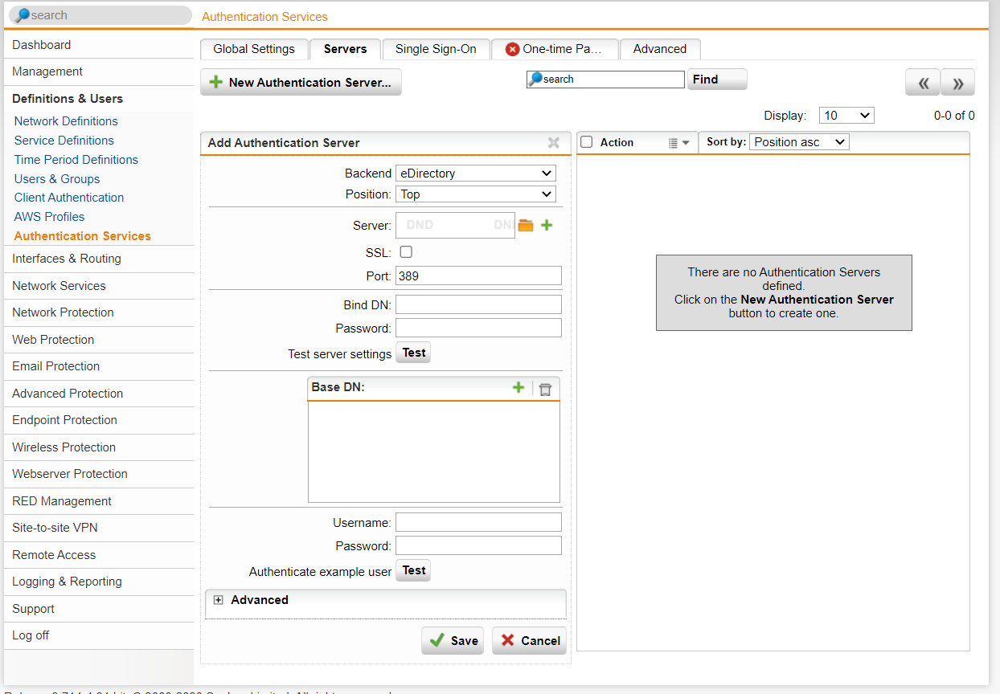 search
Authentication Services
Dashboard
Management
Definitions & Users
Network Definitions
Service Definitions
Time Period Definitions
Users & Groups
Client Authentication
AWS Profiles
Authentication Services
Interfaces & Routing
Network Services
Network Protection
Web Protection
Email Protection
Advanced Protection
Endpoint Protection
Wireless Protection
Webserver Protection
RED Management
Site-to-site VPN
Remote Access
Logging & Reporting
Support
Log off
Global Settings
Servers
Single Sign-On
One-time Pa...
Advanced
New Authentication Server...
search
Find
Display: 10
0-0 of 0
Add Authentication Server
Backend eDirectory
Position: Top
Server: DND DN
SSL:
Port: 389
Bind DN:
Password:
Test server settings Test
Base DN:
Username:
Password:
Authenticate example user Test
Advanced
Save
Cancel
Action
Sort by: Position asc
There are no Authentication Servers
defined.
Click on the New Authentication Server
button to create one.